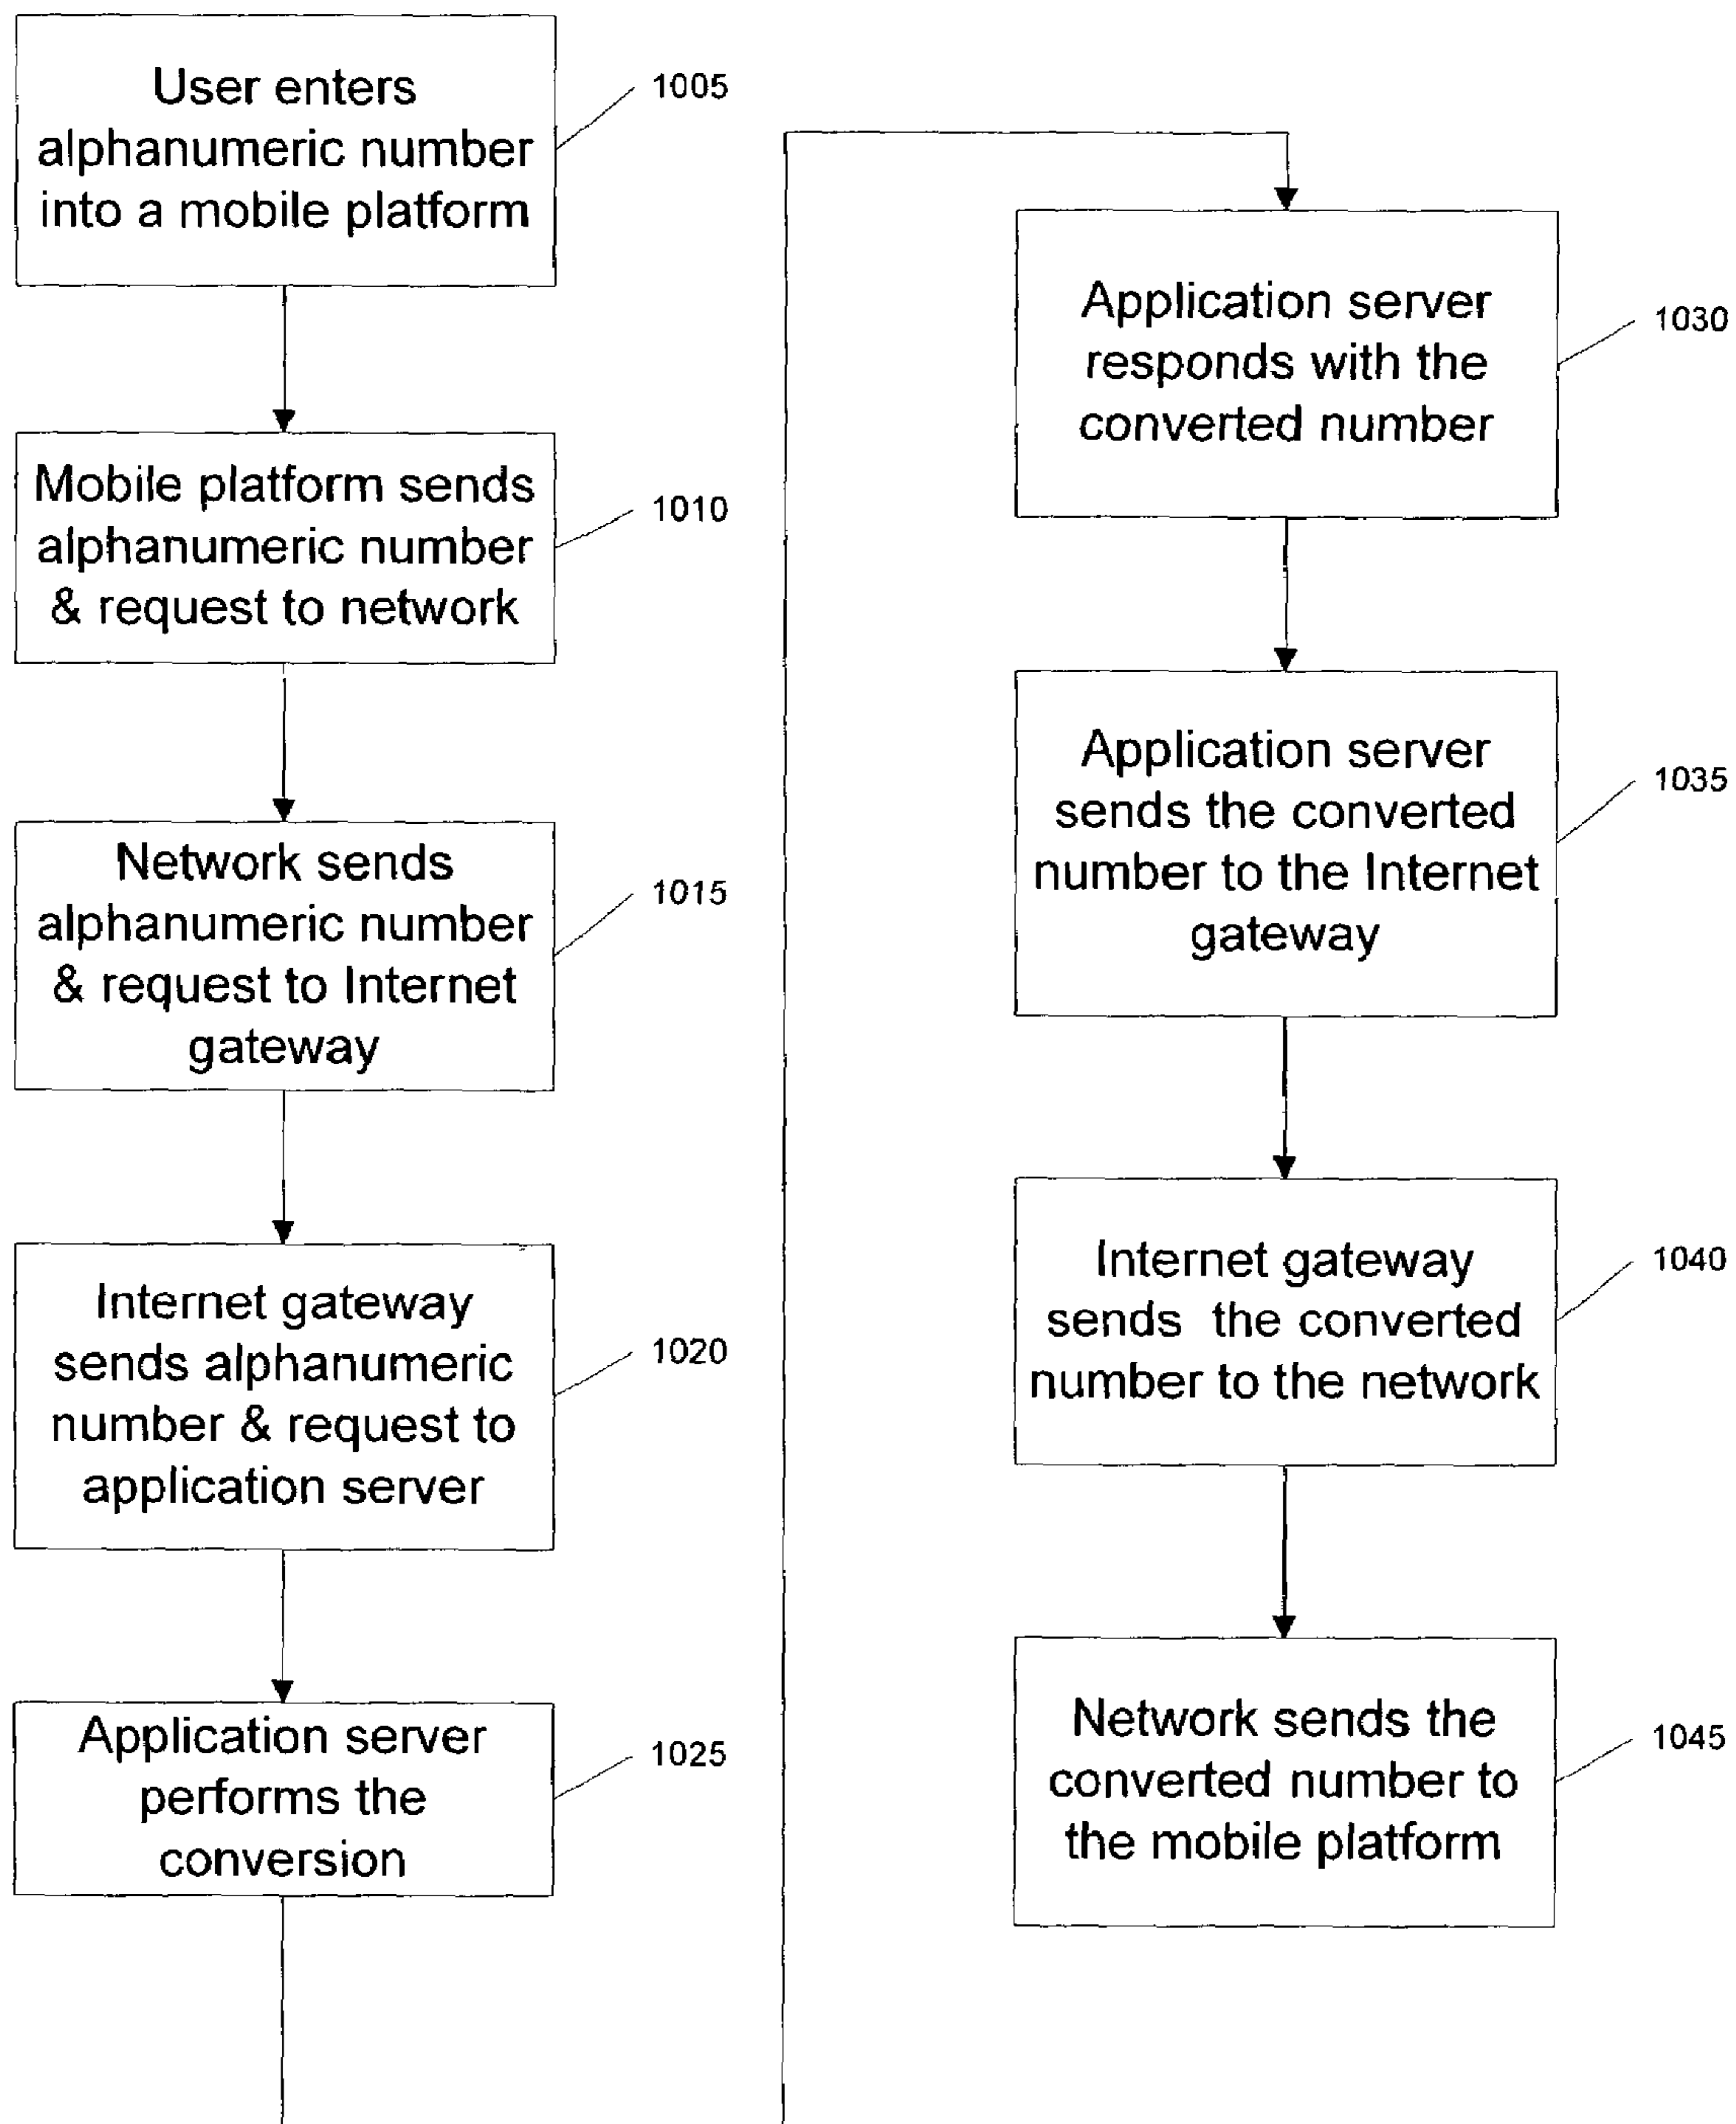 User enters
alphanumeric number
into a mobile platform
1005
Mobile platform sends
alphanumeric number
& request to network
1010
Network sends
alphanumeric number
& request to Internet
gateway
1015
Internet gateway
sends alphanumeric
number & request to
application server
1020
Application server
performs the
conversion
1025
Application server
responds with the
converted number
1030
Application server
sends the converted
number to the Internet
gateway
1035
Internet gateway
sends the converted
number to the network
1040
Network sends the
converted number to
the mobile platform
1045